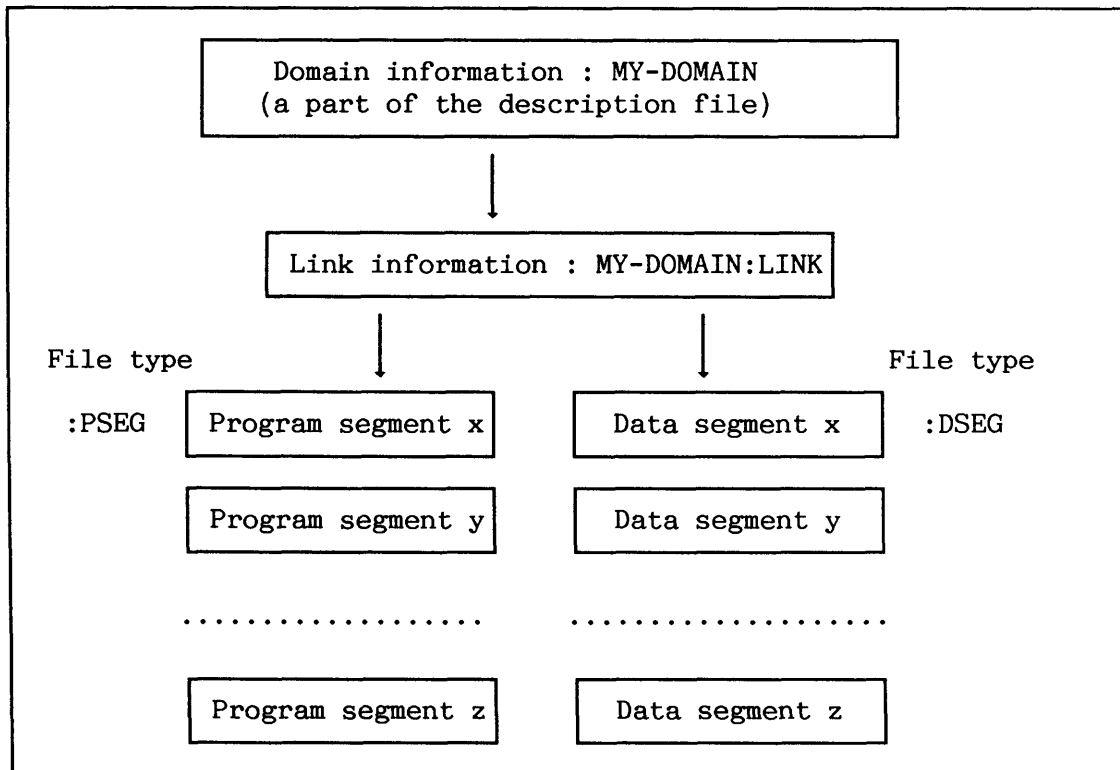 Domain information : MY-DOMAIN
(a part of the description file)
Link information : MY-DOMAIN:LINK
File type
File type
:PSEG
Program segment x
Data segment x
:DSEG
Program segment y
Data segment y
...................
....................
Program segment z
Data segment z